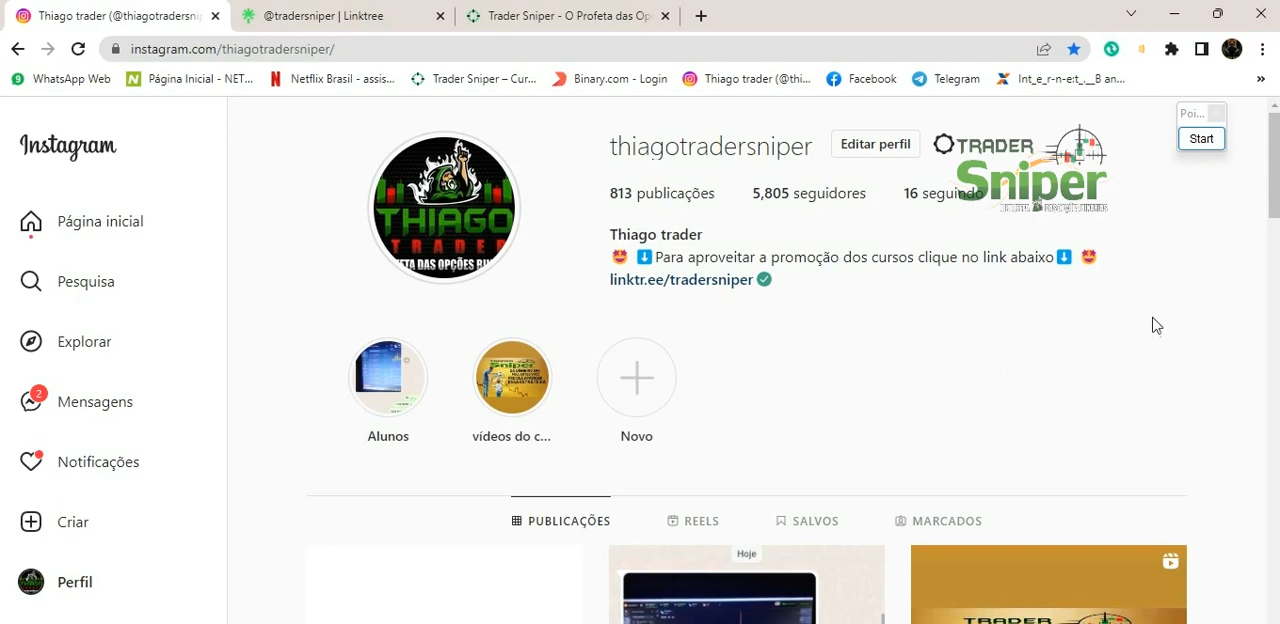 Thiago trader (@thiagotradersni
@tradersniper | Linktree
Trader Sniper - O Profeta das Op
instagram.com/thiagotradersniper/
WhatsApp Web
Página Inicial - NET...
Netflix Brasil - assis...
Trader Sniper – Cur...
Binary.com - Login
Thiago trader (@thi...
Facebook
Telegram
Int_e_r-n-e:t_.__B an...
»
Instagram
Poi...
Start
thiagotradersniper
Editar perfil
TRADER
Sniper
813 publicações
5,805 seguidores
16 seguindo
THIAGO
TRADER
Thiago trader
🤩 ⬇️Para aproveitar a promoção dos cursos clique no link abaixo⬇️ 🤩
linktr.ee/tradersniper
Página inicial
Pesquisa
Explorar
2
Mensagens
Notificações
Criar
Perfil
Alunos
vídeos do c...
Novo
PUBLICAÇÕES
REELS
SALVOS
MARCADOS
Hoje
TRADER